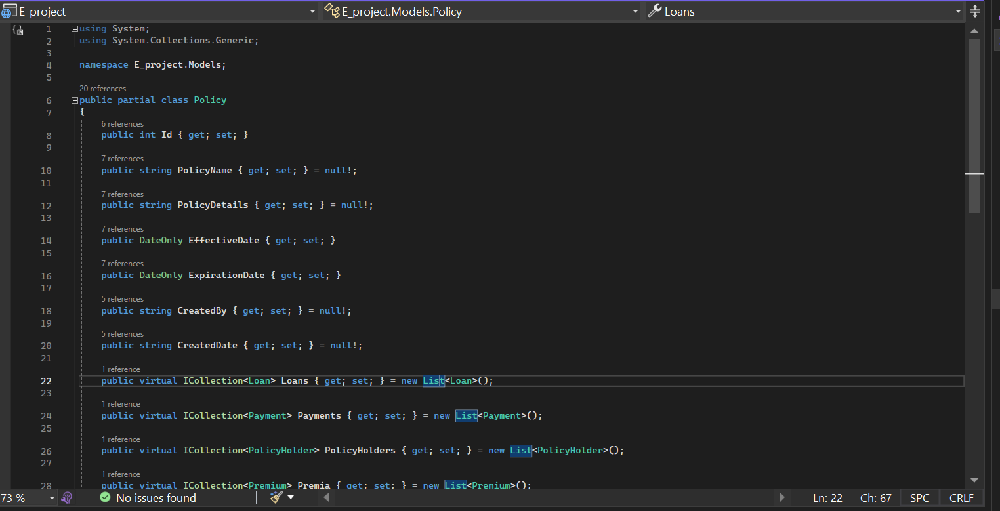 E-project
E_project.Models.Policy
Loans
1 using System;
2 using System.Collections.Generic;
3
4 namespace E_project.Models;
5
20 references
6 public partial class Policy
7 {
6 references
8 public int Id { get; set; }
9
7 references
10 public string PolicyName { get; set; } = null!;
11
7 references
12 public string PolicyDetails { get; set; } = null!;
13
7 references
14 public DateOnly EffectiveDate { get; set; }
15
7 references
16 public DateOnly ExpirationDate { get; set; }
17
5 references
18 public string CreatedBy { get; set; } = null!;
19
5 references
20 public string CreatedDate { get; set; } = null!;
21
1 reference
22 public virtual ICollection<Loan> Loans { get; set; } = new List<Loan>();
23
1 reference
24 public virtual ICollection<Payment> Payments { get; set; } = new List<Payment>();
25
1 reference
26 public virtual ICollection<PolicyHolder> PolicyHolders { get; set; } = new List<PolicyHolder>();
27
1 reference
28 public virtual ICollection<Premium> Premia { get; set; } = new List<Premium>();
73 %
No issues found
Ln: 22
Ch: 67
SPC
CRLF